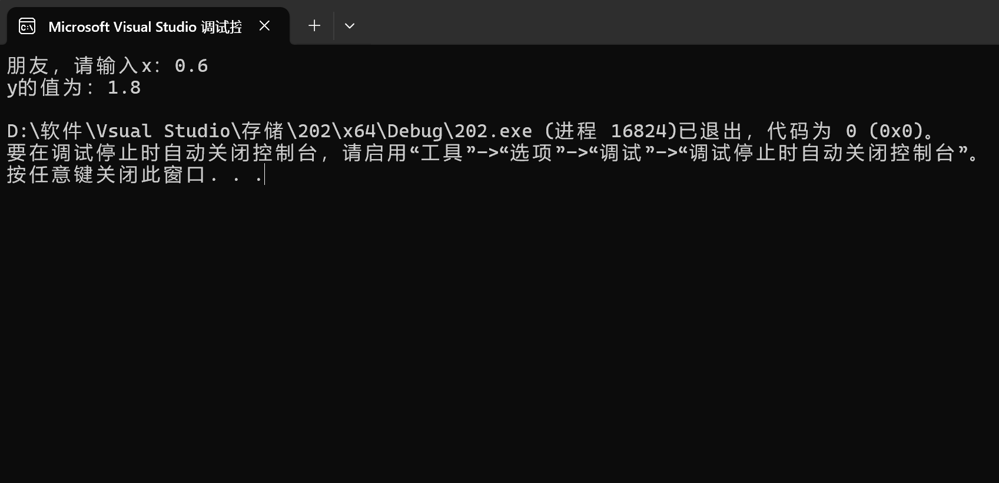 Microsoft Visual Studio 调试控
朋友，请输入x：0.6
y的值为：1.8
D:\软件\Vsual Studio\存储\202\x64\Debug\202.exe (进程 16824)已退出，代码为 0 (0x0)。
要在调试停止时自动关闭控制台，请启用“工具”->“选项”->“调试”->“调试停止时自动关闭控制台”。
按任意键关闭此窗口. . .